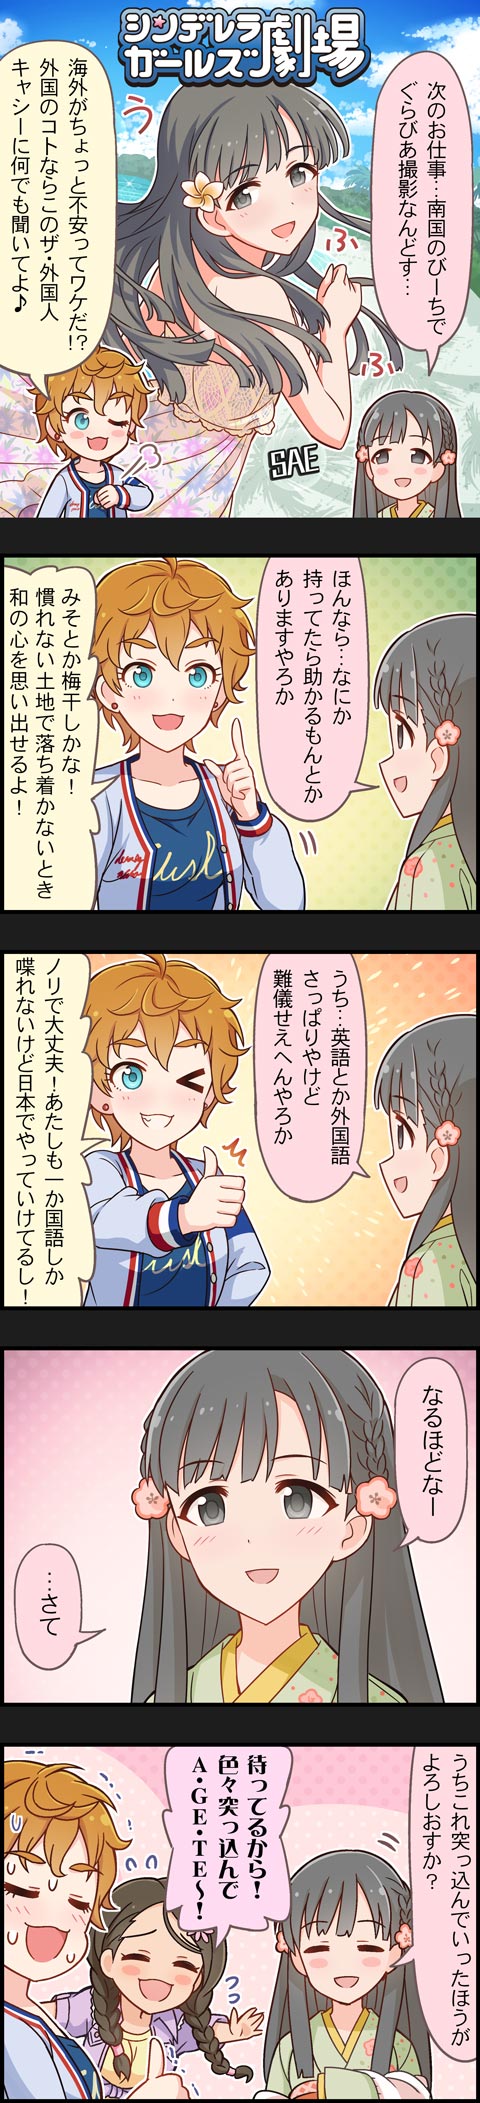 シンデレラ
ガールズ劇場
次のお仕事…南国のびーちで
ぐらびあ撮影なんどす…
う
ふ
ふ
海外がちょっと不安ってワケだ!?
外国のコトならこのザ・外国人
キャシーに何でも聞いてよ♪
SAE
ほんなら…なにか
持ってたら助かるもんとか
ありますやろか
みそとか梅干しかな！
慣れない土地で落ち着かないとき
和の心を思い出せるよ！
うち…英語とか外国語
さっぱりやけど
難儀せえへんやろか
ノリで大丈夫！あたしも一か国語しか
喋れないけど日本でやっていけてるし！
なるほどなー
…さて
うちこれ突っ込んでいったほうが
よろしおすか？
待ってるから！
色々突っ込んで
A・GE・TE〜！
つつ